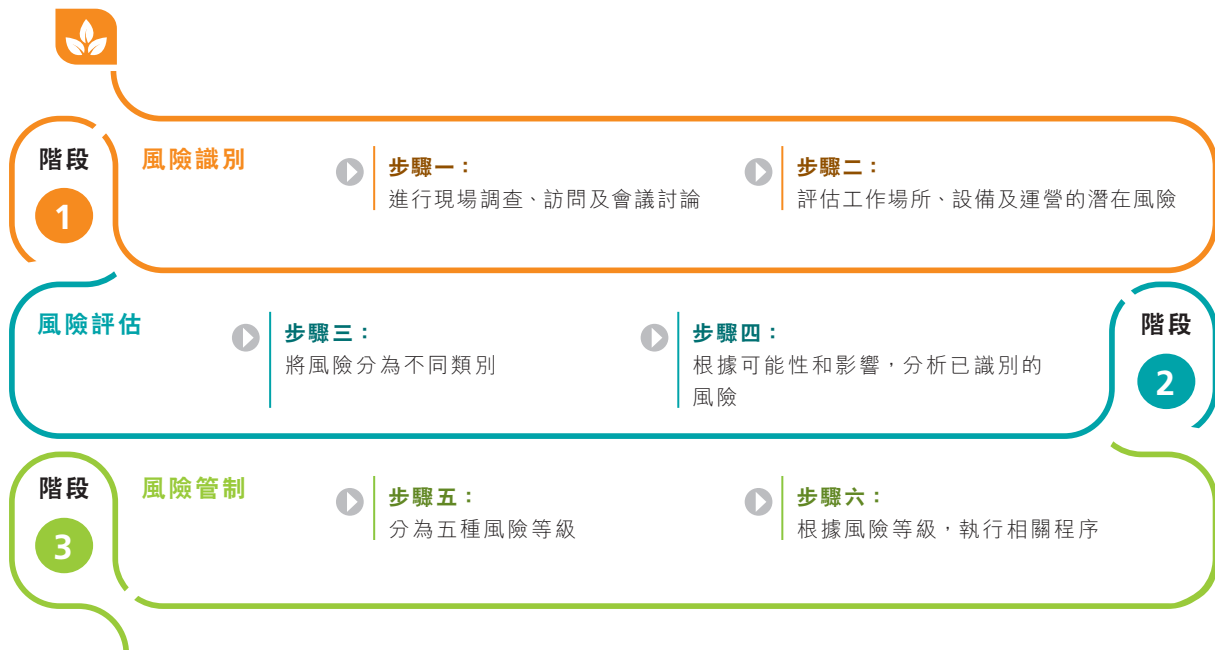 階段
1
風險識別
步驟一：
進行現場調查、訪問及會議討論
步驟二：
評估工作場所、設備及運營的潛在風險
風險評估
步驟三：
將風險分為不同類別
步驟四：
根據可能性和影響，分析已識別的
風險
階段
2
階段
3
風險管制
步驟五：
分為五種風險等級
步驟六：
根據風險等級，執行相關程序